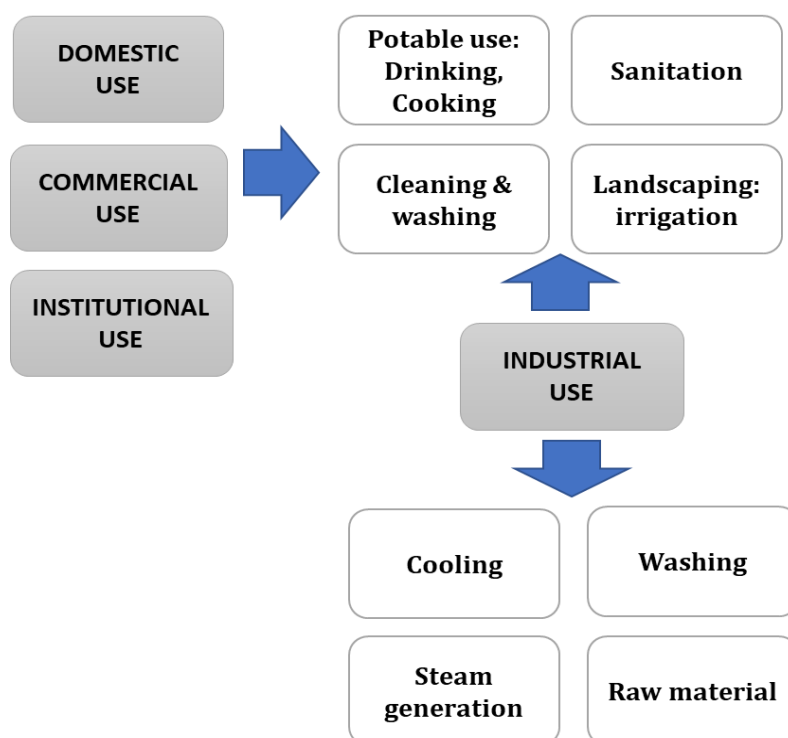 DOMESTIC
USE
COMMERCIAL
USE
INSTITUTIONAL
USE
Potable use:
Drinking,
Cooking
Sanitation
Cleaning &
washing
Landscaping:
irrigation
INDUSTRIAL
USE
Cooling
Washing
Steam
generation
Raw material